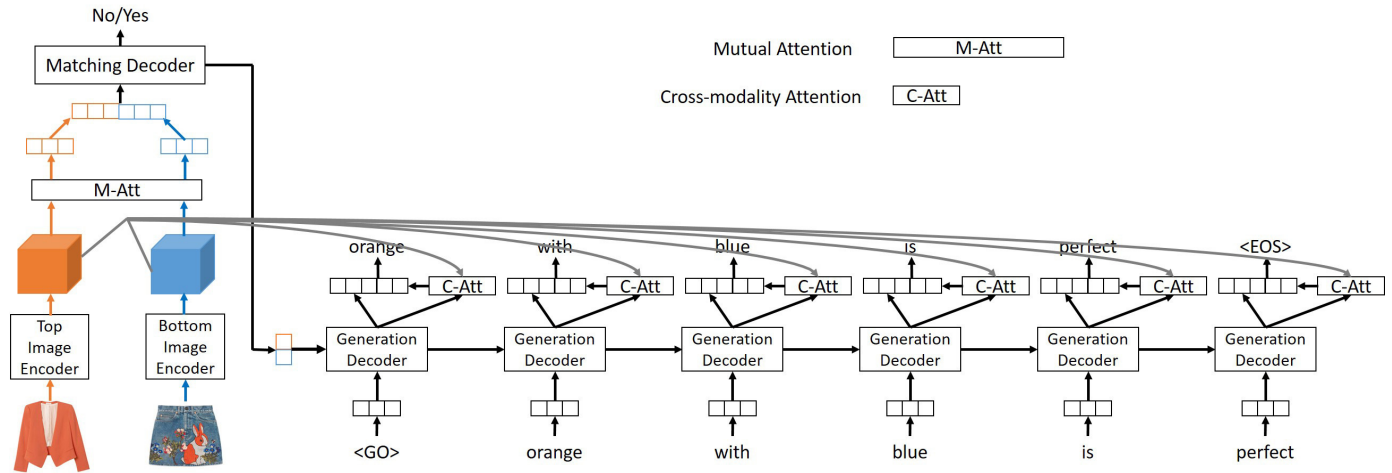 No/Yes
Matching Decoder
Mutual Attention M-Att
Cross-modality Attention C-Att
M-Att
orange with blue is perfect <EOS>
C-Att C-Att C-Att C-Att C-Att C-Att
Top
Image
Encoder
Bottom
Image
Encoder
Generation
Decoder
Generation
Decoder
Generation
Decoder
Generation
Decoder
Generation
Decoder
Generation
Decoder
<GO> orange with blue is perfect